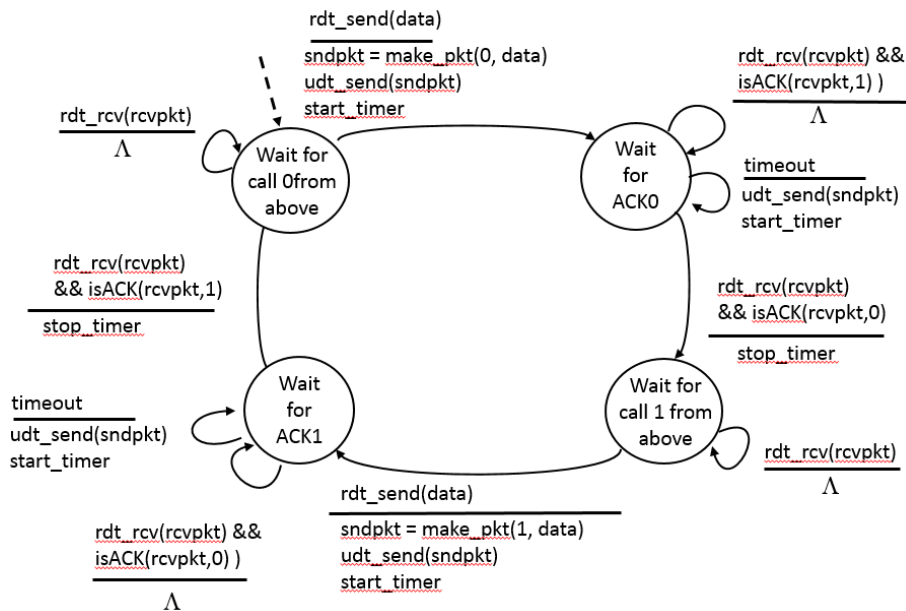 rdt_send(data)
sndpkt = make_pkt(0, data)
udt_send(sndpkt)
start_timer
rdt_rcv(rcvpkt) &&
isACK(rcvpkt,1) )
Λ
rdt_rcv(rcvpkt)
Λ
Wait for
call 0from
above
Wait
for
ACK0
timeout
udt_send(sndpkt)
start_timer
rdt_rcv(rcvpkt)
&& isACK(rcvpkt,1)
stop_timer
rdt_rcv(rcvpkt)
&& isACK(rcvpkt,0)
stop_timer
Wait
for
ACK1
Wait for
call 1 from
above
timeout
udt_send(sndpkt)
start_timer
rdt_rcv(rcvpkt)
Λ
rdt_send(data)
sndpkt = make_pkt(1, data)
udt_send(sndpkt)
start_timer
rdt_rcv(rcvpkt) &&
isACK(rcvpkt,0) )
Λ